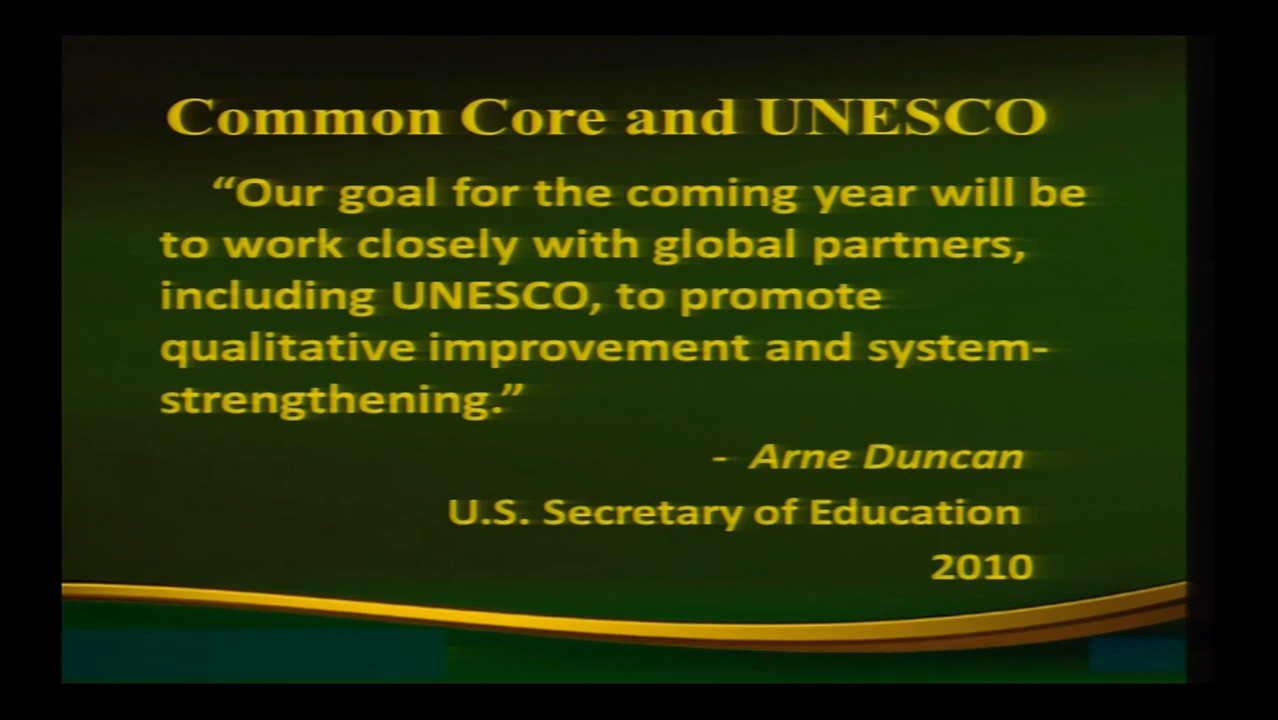 Common Core and UNESCO
“Our goal for the coming year will be
to work closely with global partners,
including UNESCO, to promote
qualitative improvement and system-
strengthening.”
- Arne Duncan
U.S. Secretary of Education
2010